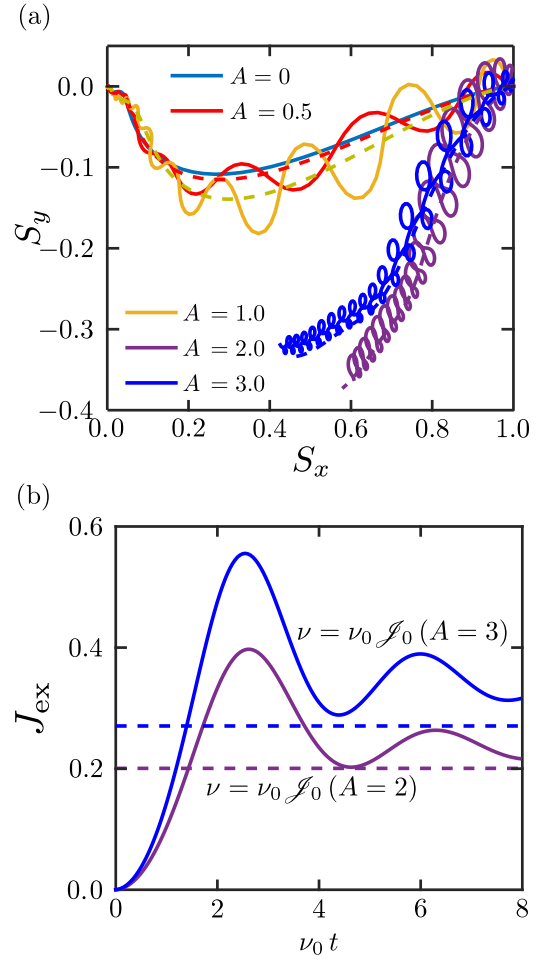 (a)
0.0
−0.1
−0.2
−0.3
−0.4
S_y
A = 0
A = 0.5
A = 1.0
A = 2.0
A = 3.0
0.0 0.2 0.4 0.6 0.8 1.0
S_x
(b)
0.6
0.4
0.2
0.0
J_ex
ν = ν_0 𝒥_0 (A = 3)
ν = ν_0 𝒥_0 (A = 2)
0 2 4 6 8
ν_0 t